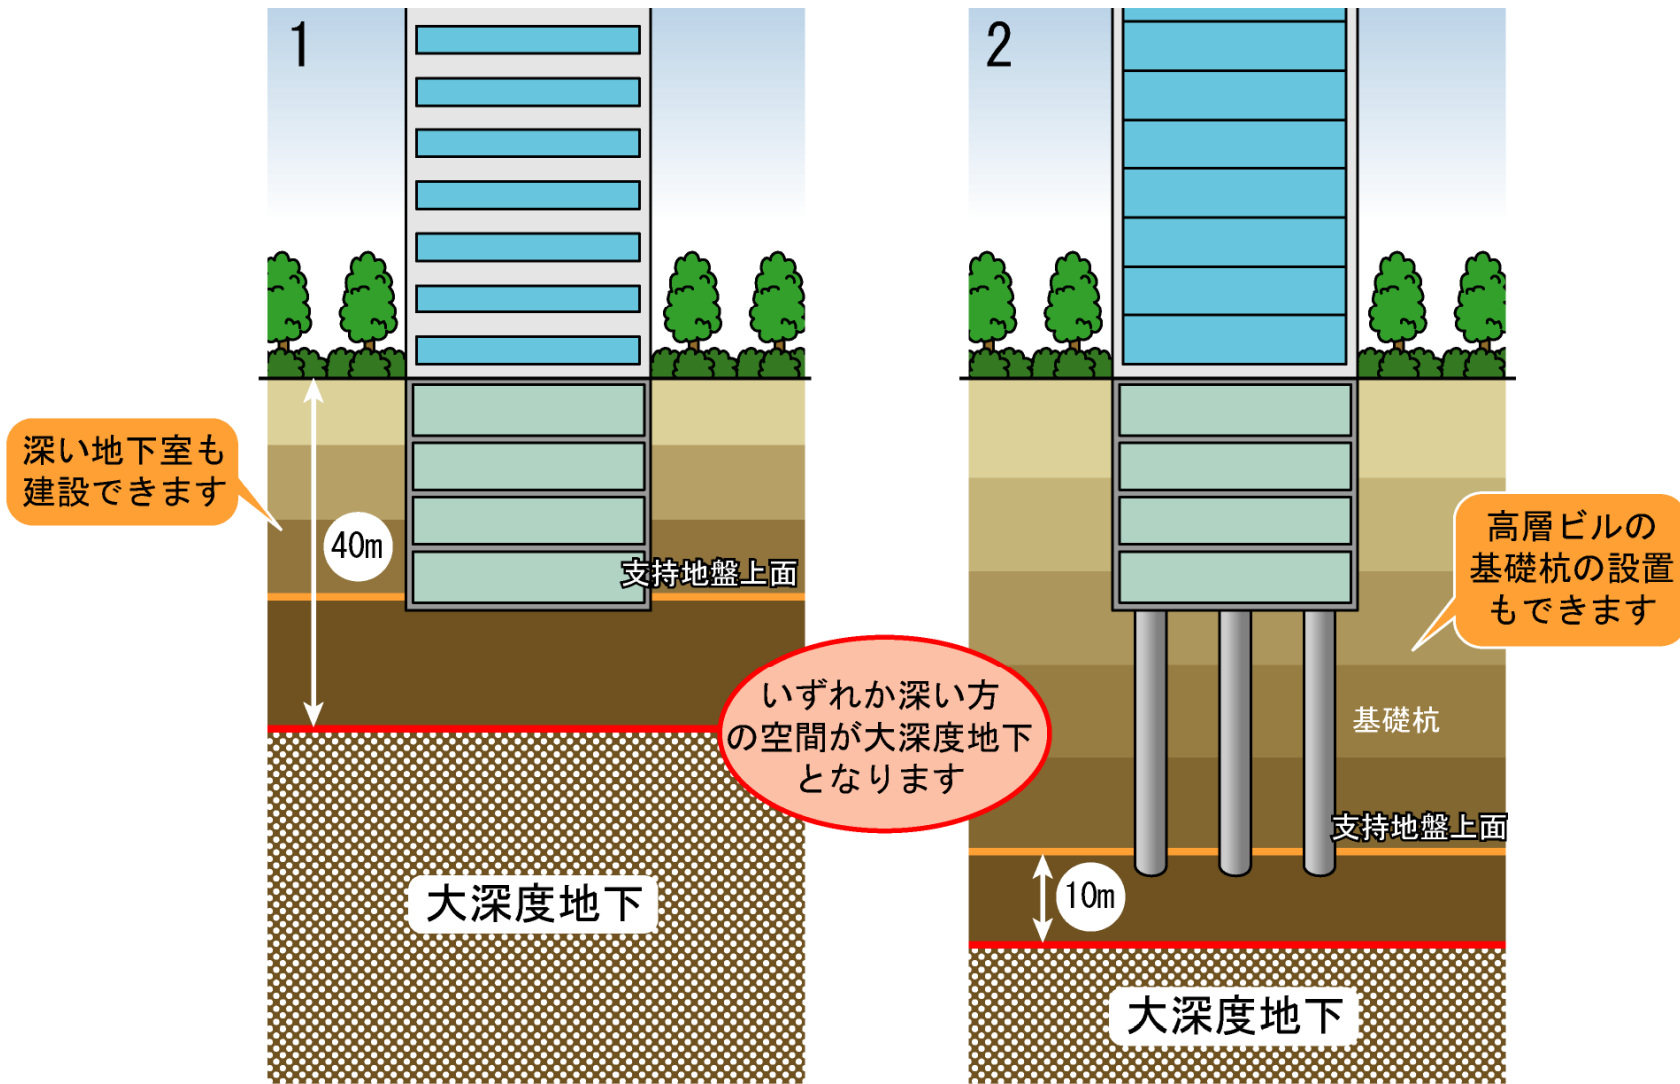 1
深い地下室も
建設できます
40m
支持地盤上面
大深度地下
いずれか深い方
の空間が大深度地下
となります
2
高層ビルの
基礎杭の設置
もできます
基礎杭
支持地盤上面
10m
大深度地下